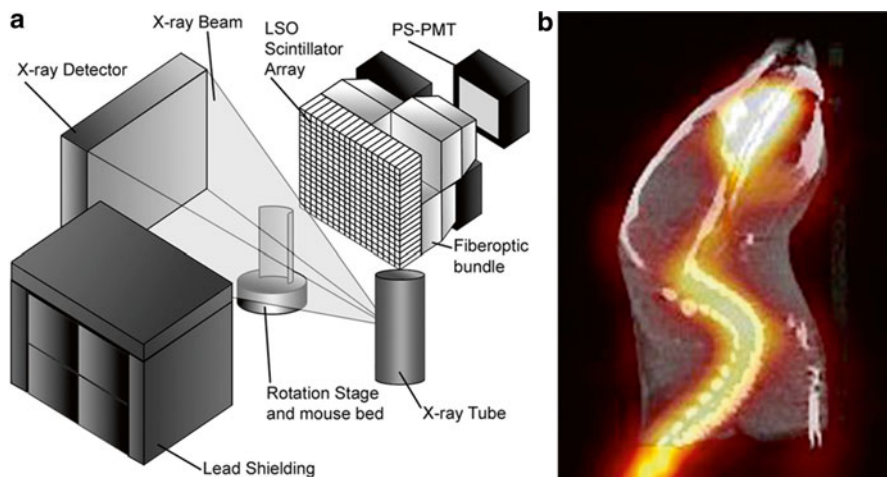 a
X-ray Beam
X-ray Detector
LSO
Scintillator
Array
PS-PMT
Fiberoptic
bundle
Rotation Stage
and mouse bed
X-ray Tube
Lead Shielding
b